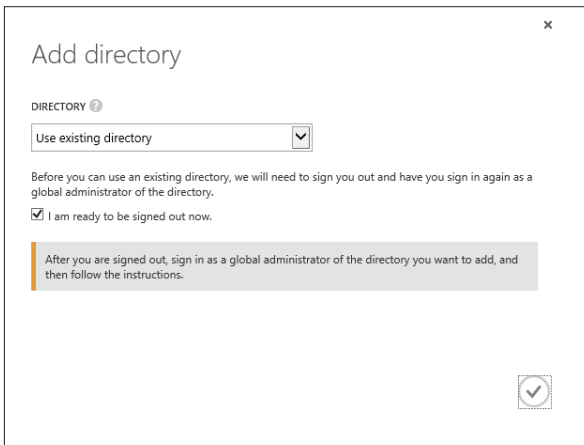 Add directory
DIRECTORY ?
Use existing directory
Before you can use an existing directory, we will need to sign you out and have you sign in again as a
global administrator of the directory.
I am ready to be signed out now.
After you are signed out, sign in as a global administrator of the directory you want to add, and
then follow the instructions.